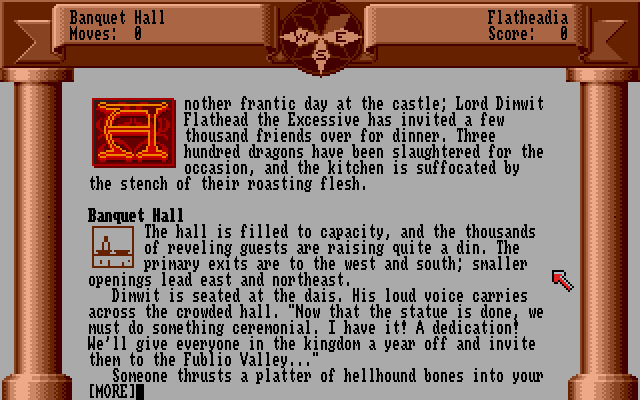 Banquet Hall
Flatheadia
Moves: 0
Score: 0
W E
S
Another frantic day at the castle; Lord Dimwit
Flathead the Excessive has invited a few
thousand friends over for dinner. Three
hundred dragons have been slaughtered for the
occasion, and the kitchen is suffocated by
the stench of their roasting flesh.
Banquet Hall
The hall is filled to capacity, and the thousands
of reveling guests are raising quite a din. The
primary exits are to the west and south; smaller
openings lead east and northeast.
Dimwit is seated at the dais. His loud voice carries
across the crowded hall. "Now that the statue is done, we
must do something ceremonial. I have it! A dedication!
We'll give everyone in the kingdom a year off and invite
them to the Fublio Valley..."
Someone thrusts a platter of hellhound bones into your
[MORE]